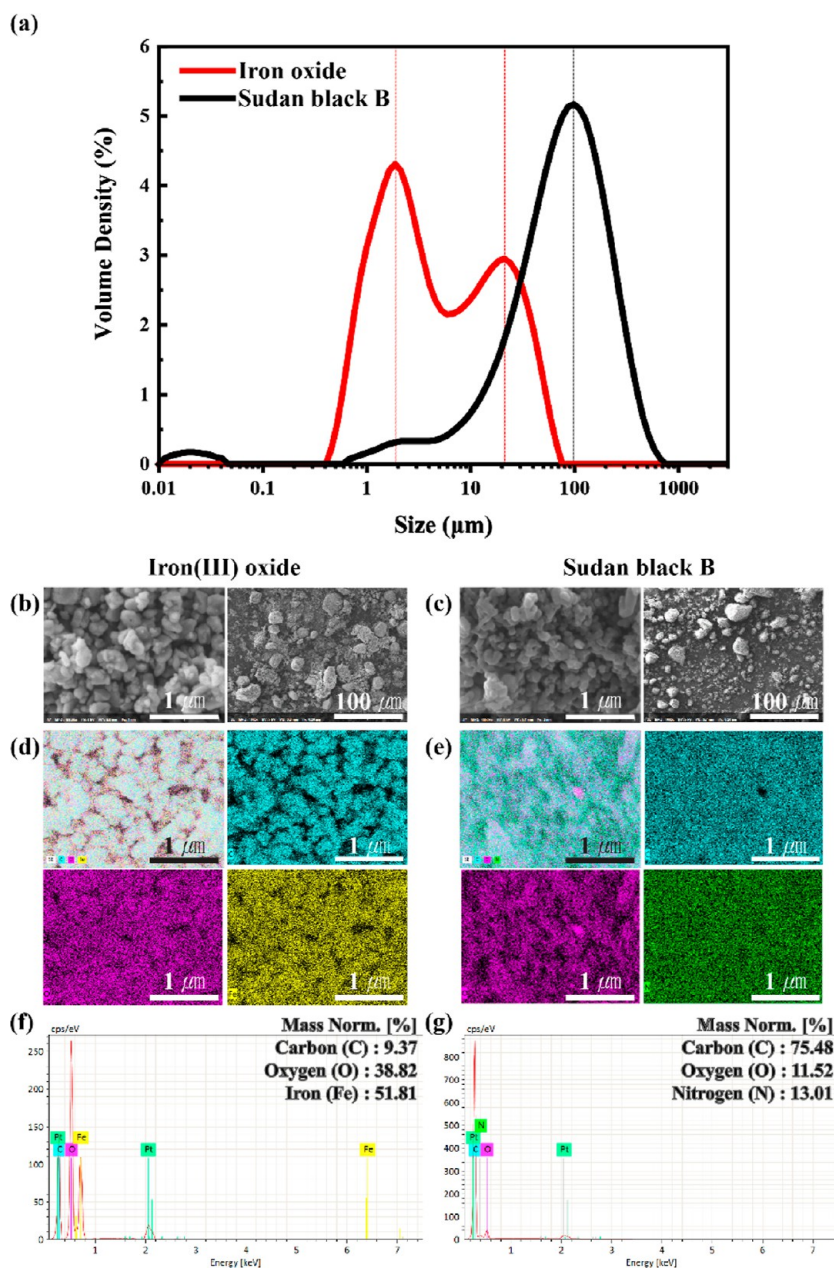 (a)
6
5
4
3
2
1
0
Volume Density (%)
Iron oxide
Sudan black B
0.01 0.1 1 10 100 1000
Size (μm)
Iron(III) oxide
Sudan black B
(b)
1 μm
100 μm
(c)
1 μm
100 μm
(d)
1 μm
1 μm
(e)
1 μm
1 μm
1 μm
1 μm
1 μm
1 μm
(f)
cps/eV
Mass Norm. [%]
Carbon (C) : 9.37
Oxygen (O) : 38.82
Iron (Fe) : 51.81
250
200
150
100
50
0
Pt Fe
C O
Pt
Fe
1 2 3 4 5 6 7
Energy [keV]
(g)
cps/eV
Mass Norm. [%]
Carbon (C) : 75.48
Oxygen (O) : 11.52
Nitrogen (N) : 13.01
800
700
600
500
400
300
200
100
0
N
Pt
C O
Pt
1 2 3 4 5 6 7
Energy [keV]